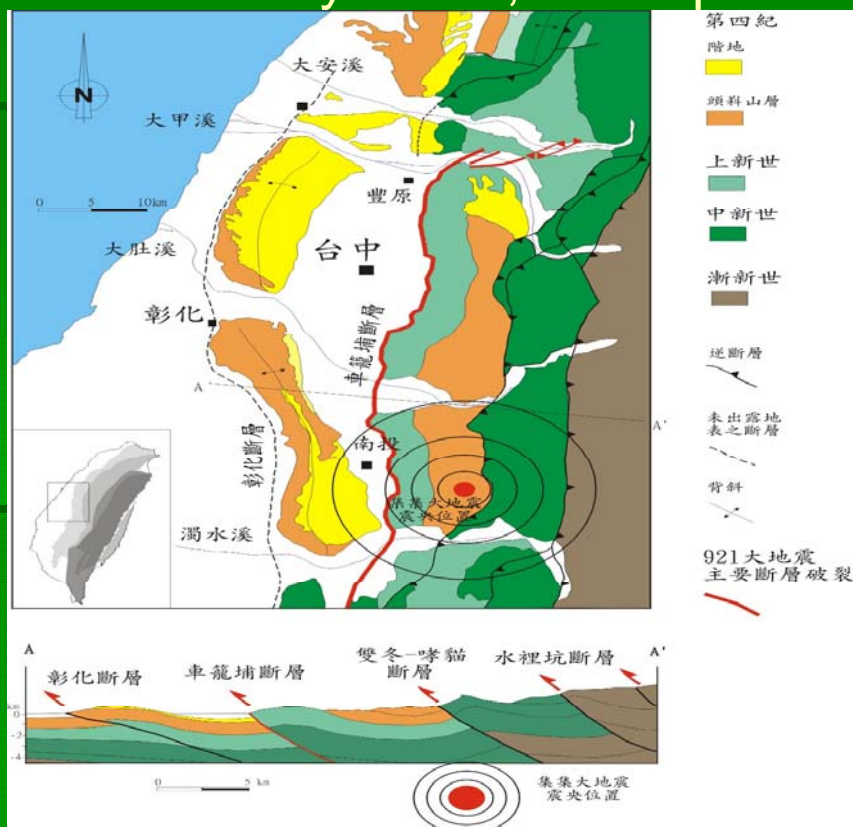 第四紀
階地
頭嵙山層
上新世
中新世
漸新世
逆斷層
未出露地
表之斷層
背斜
921大地震
主要斷層破裂
N
大安溪
大甲溪
豐原
0 5 10km
大肚溪
台中
彰化
車籠埔斷層
A
A'
彰化斷層
南投
集集大地震
震央位置
濁水溪
A
A'
彰化斷層
車籠埔斷層
雙冬-哮貓
斷層
水裡坑斷層
km
0
-2
-4
0 5 km
集集大地震
震央位置